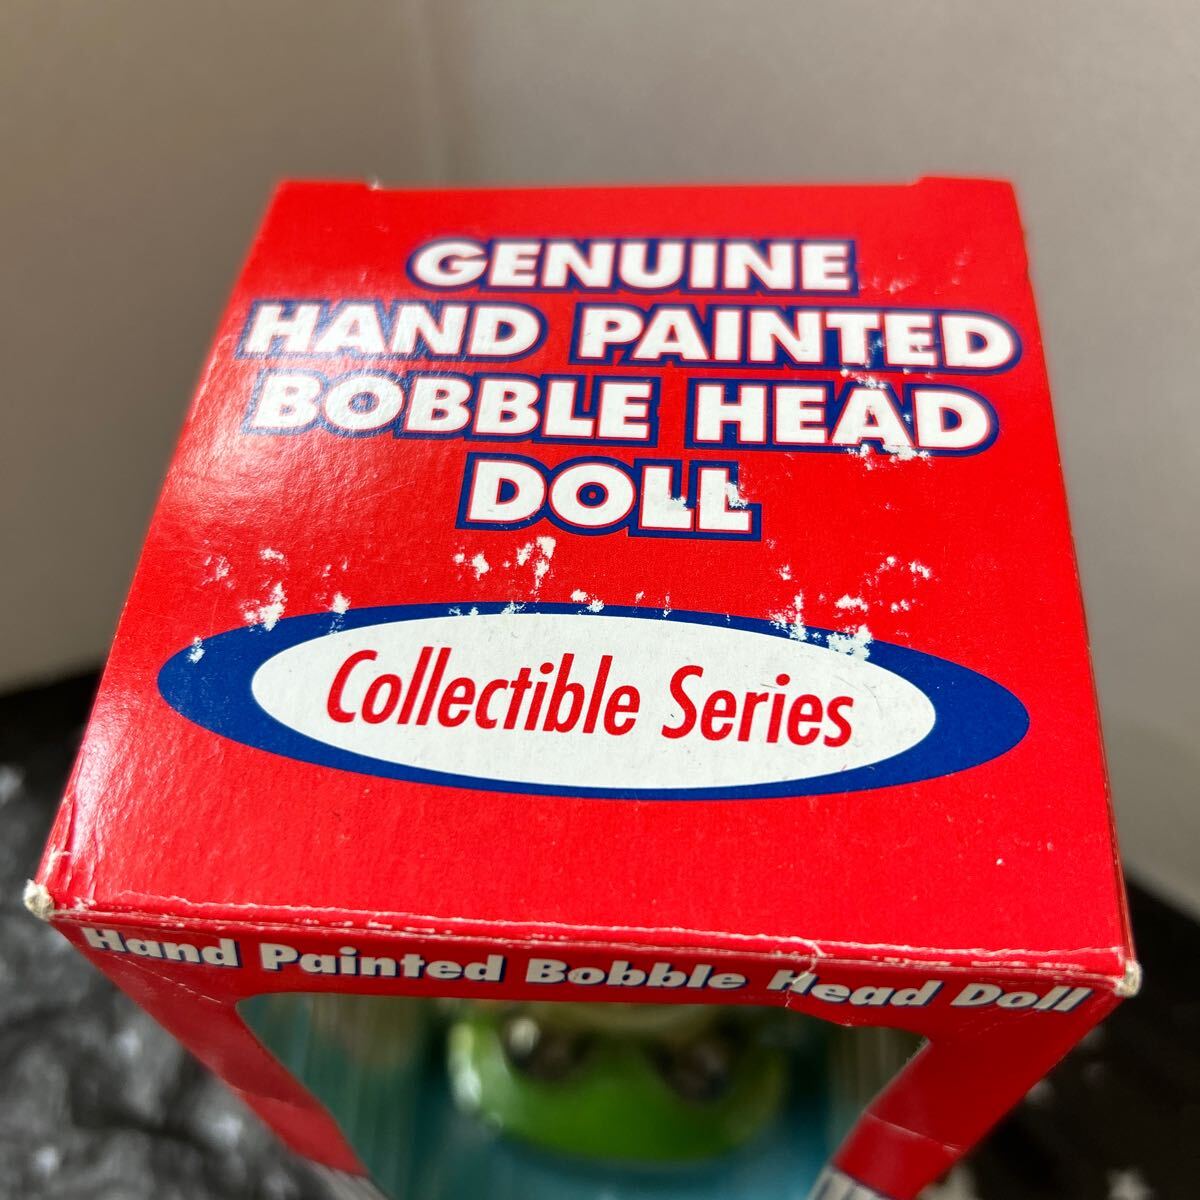 GENUINE
HAND PAINTED
BOBBLE HEAD
DOLL
Collectible Series
Hand Painted Bobble Head Doll